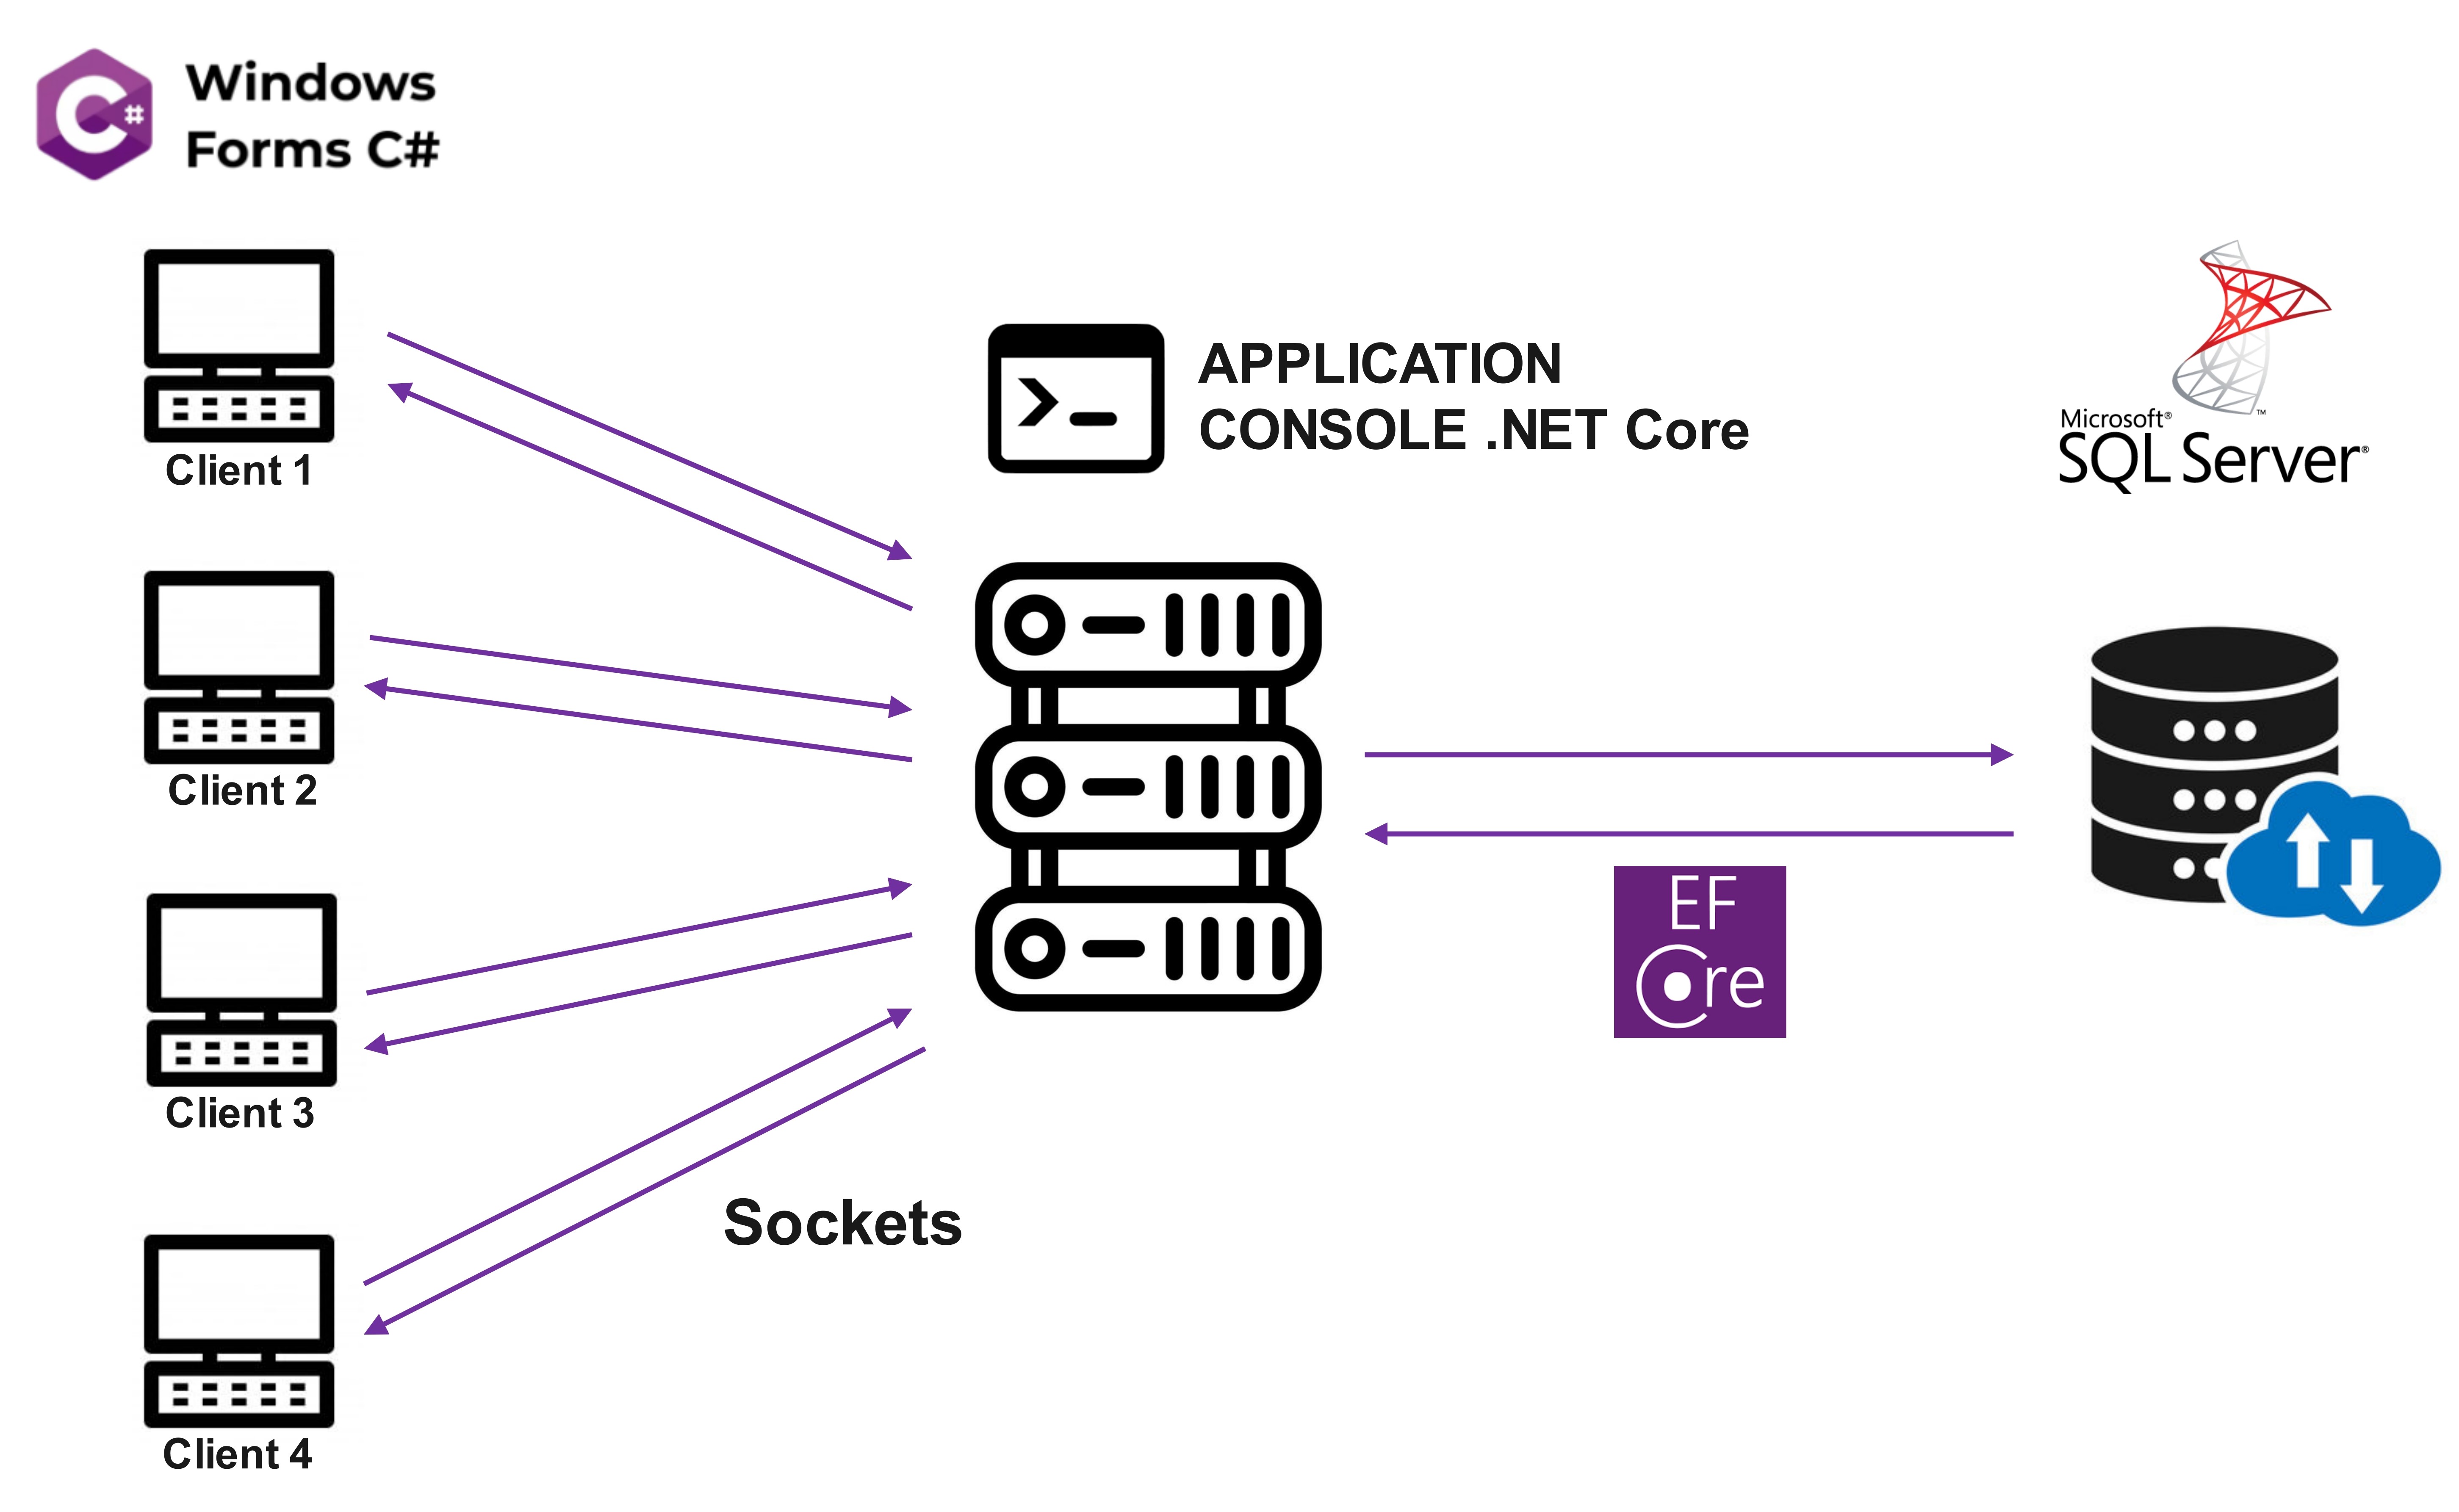 C#
Windows
Forms C#
Client 1
Client 2
Client 3
Client 4
Sockets
APPLICATION
CONSOLE .NET Core
EF
Core
Microsoft®
SQL Server®
™